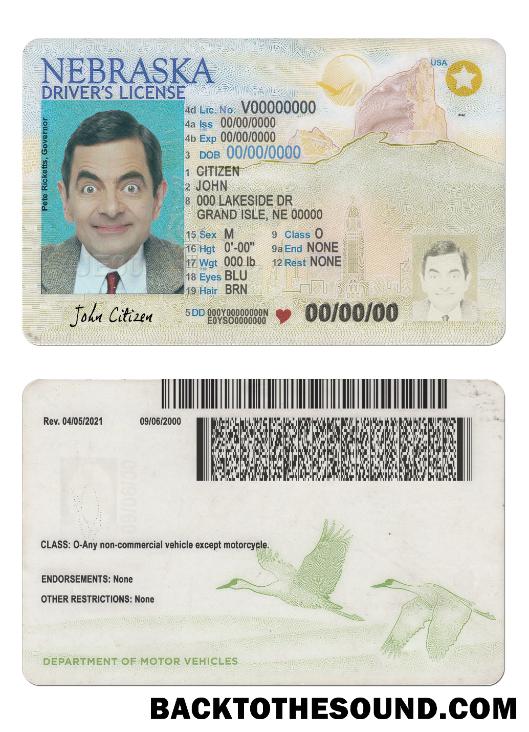 NEBRASKA
USA
DRIVER'S LICENSE
4d Lic. No. V00000000
4a Iss 00/00/0000
4b Exp 00/00/0000
3 DOB 00/00/0000
Pete Ricketts, Governor
1 CITIZEN
2 JOHN
8 000 LAKESIDE DR
GRAND ISLE, NE 00000
15 Sex M 9 Class O
16 Hgt 0'-00" 9a End NONE
17 Wgt 000 lb 12 Rest NONE
18 Eyes BLU
19 Hair BRN
John Citizen
5 DD 000Y00000000N
E0YSO0000000
00/00/00
Rev. 04/05/2021 09/06/2000
CLASS: O-Any non-commercial vehicle except motorcycle.
ENDORSEMENTS: None
OTHER RESTRICTIONS: None
DEPARTMENT OF MOTOR VEHICLES
BACKTOTHESOUND.COM